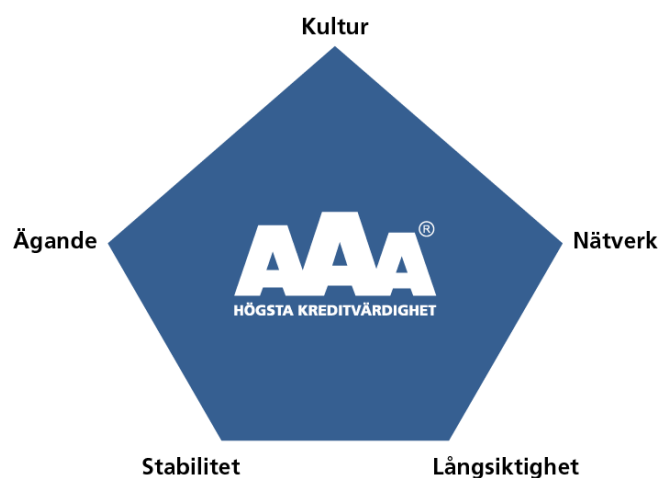 Kultur
Ägande
Nätverk
AAA®
HÖGSTA KREDITVÄRDIGHET
Stabilitet
Långsiktighet